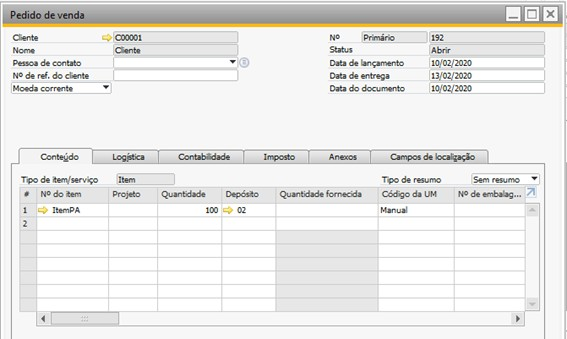 Pedido de venda
Cliente C00001 Nº Primário 192
Nome Cliente Status Abrir
Pessoa de contato Data de lançamento 10/02/2020
Nº de ref. do cliente Data de entrega 13/02/2020
Moeda corrente Data do documento 10/02/2020
Conteúdo Logística Contabilidade Imposto Anexos Campos de localização
Tipo de item/serviço Item Tipo de resumo Sem resumo
# Nº do item Projeto Quantidade Depósito Quantidade fornecida Código da UM Nº de embalag...
1 ItemPA 100 02 Manual
2